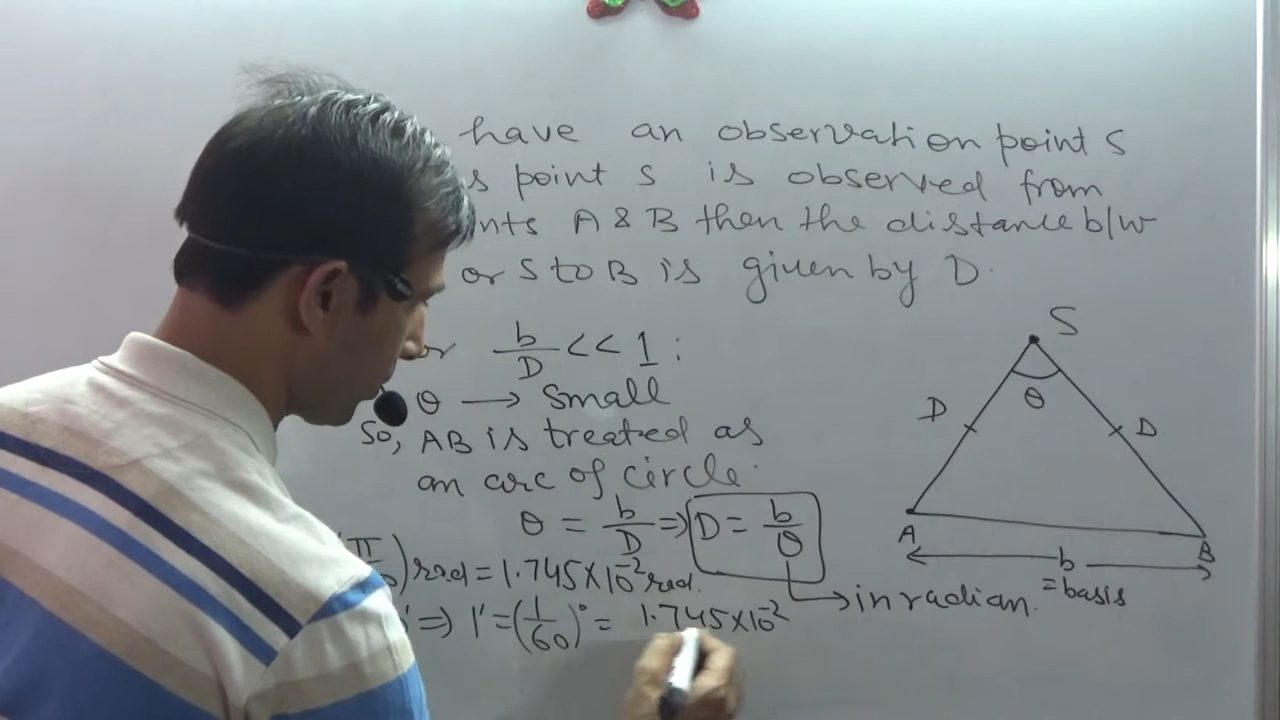 have an observation point S
s point S is observed from
nts A & B then the distance b/w
or S to B is given by D.
b/D << 1 :
θ → small
So, AB is treated as
an arc of circle.
θ = b/D ⇒ D = b/θ
rad = 1.745×10⁻² rad.
→ in radian.
⇒ 1' = (1/60)° = 1.745×10⁻²
S
θ
D
D
A
B
b
= basis